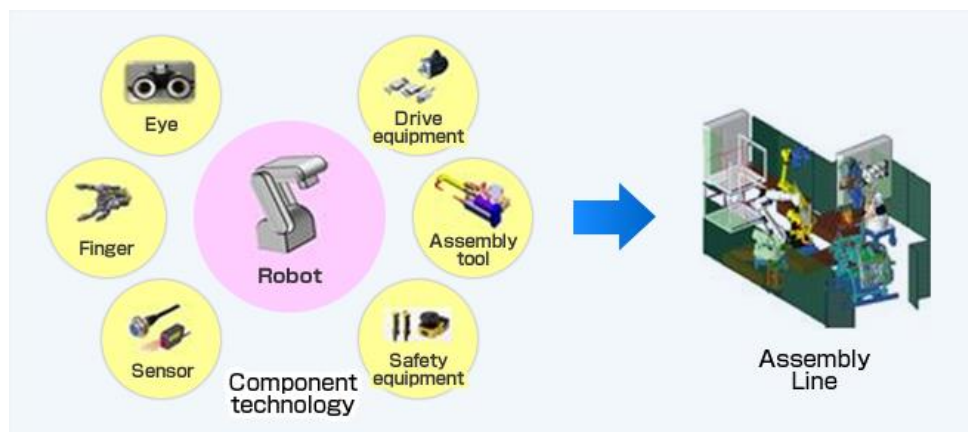 Eye
Drive
equipment
Finger
Robot
Assembly
tool
Sensor
Safety
equipment
Component
technology
Assembly
Line